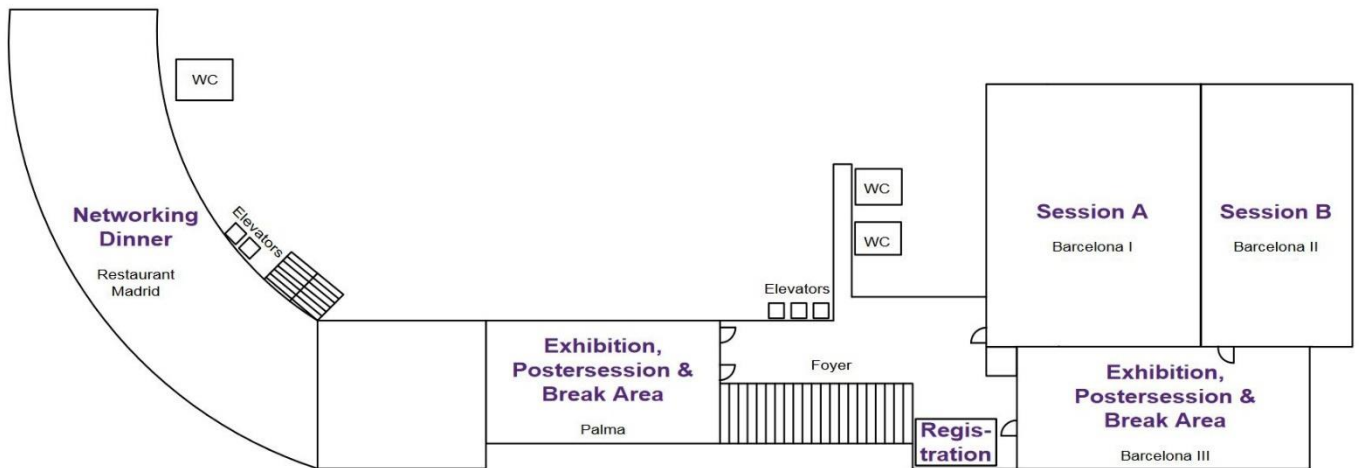 WC
Networking
Dinner
Restaurant
Madrid
Elevators
WC
WC
Elevators
Session A
Barcelona I
Session B
Barcelona II
Exhibition,
Postersession &
Break Area
Palma
Foyer
Regis-
tration
Exhibition,
Postersession &
Break Area
Barcelona III